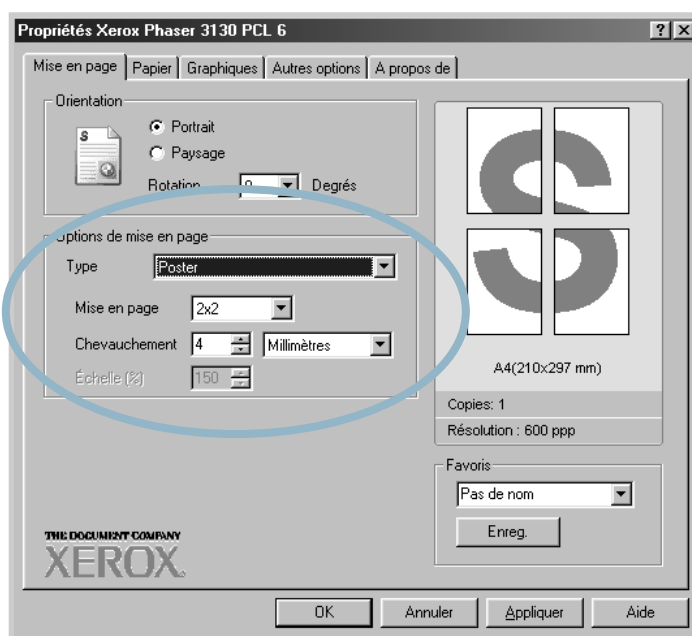 Propriétés Xerox Phaser 3130 PCL 6
Mise en page Papier Graphiques Autres options A propos de
Orientation
S
Portrait
Paysage
Rotation 0 Degrés
Options de mise en page
Type Poster
Mise en page 2x2
Chevauchement 4 Millimètres
Échelle (%) 150
A4(210x297 mm)
Copies: 1
Résolution : 600 ppp
Favoris
Pas de nom
Enreg.
THE DOCUMENT COMPANY
XEROX
OK Annuler Appliquer Aide